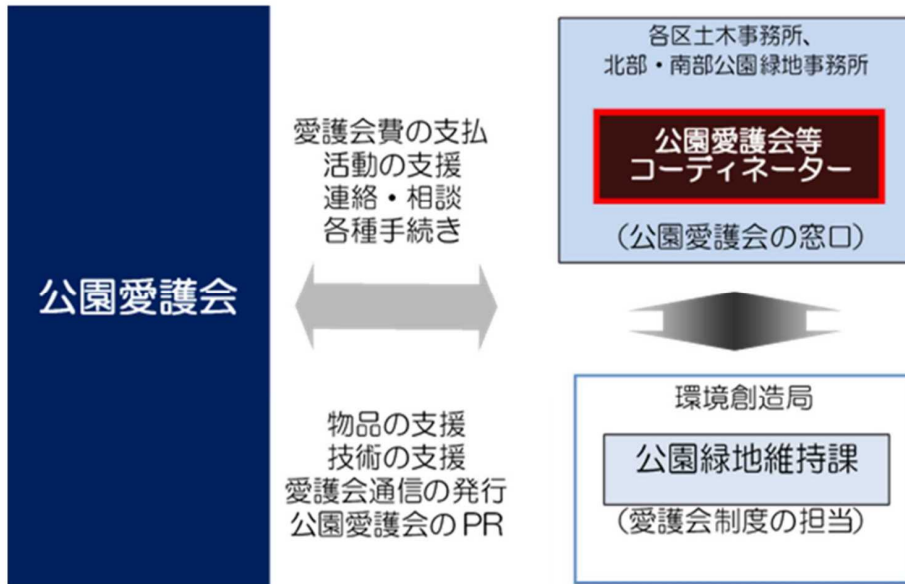 公園愛護会
愛護会費の支払
活動の支援
連絡・相談
各種手続き
物品の支援
技術の支援
愛護会通信の発行
公園愛護会のPR
各区土木事務所、
北部・南部公園緑地事務所
公園愛護会等
コーディネーター
(公園愛護会の窓口)
環境創造局
公園緑地維持課
(愛護会制度の担当)